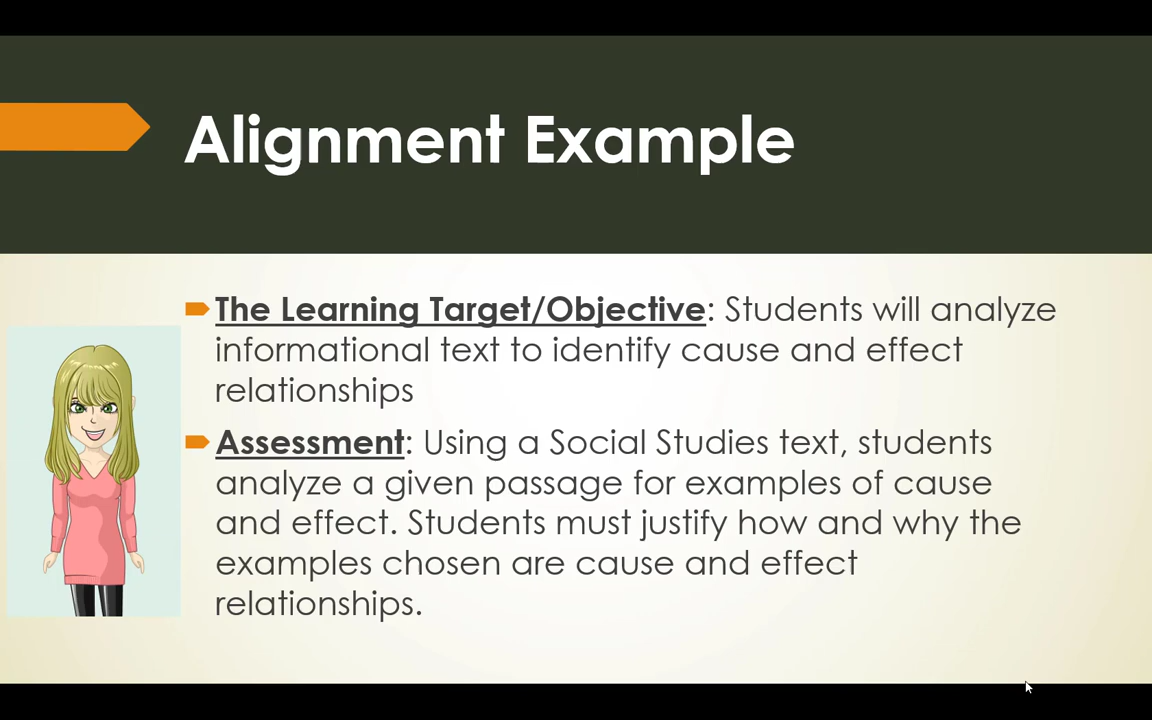 Alignment Example
The Learning Target/Objective: Students will analyze
informational text to identify cause and effect
relationships
Assessment: Using a Social Studies text, students
analyze a given passage for examples of cause
and effect. Students must justify how and why the
examples chosen are cause and effect
relationships.